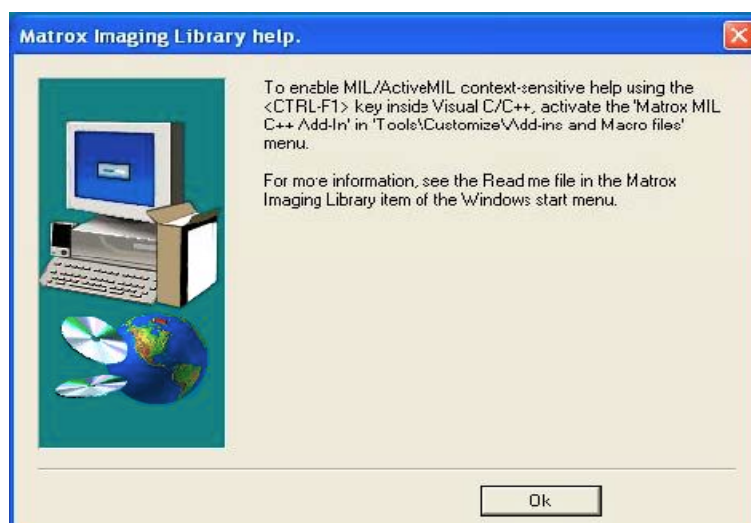 Matrox Imaging Library help.
To enable MIL/ActiveMIL context-sensitive help using the
<CTRL-F1> key inside Visual C/C++, activate the 'Matrox MIL
C++ Add-In' in 'Tools\Customize\Add-ins and Macro files'
menu.
For more information, see the Read me file in the Matrox
Imaging Library item of the Windows start menu.
Ok